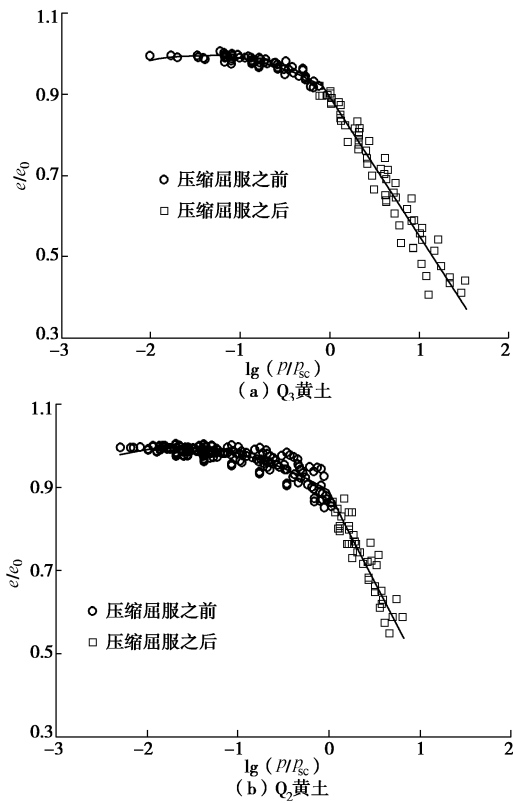 1.1
0.9
0.7
0.5
0.3
e/e0
压缩屈服之前
压缩屈服之后
−3 −2 −1 0 1 2
lg（p/psc）
（a）Q3黄土
1.1
0.9
0.7
0.5
0.3
e/e0
压缩屈服之前
压缩屈服之后
−3 −2 −1 0 1 2
lg（p/psc）
（b）Q2黄土